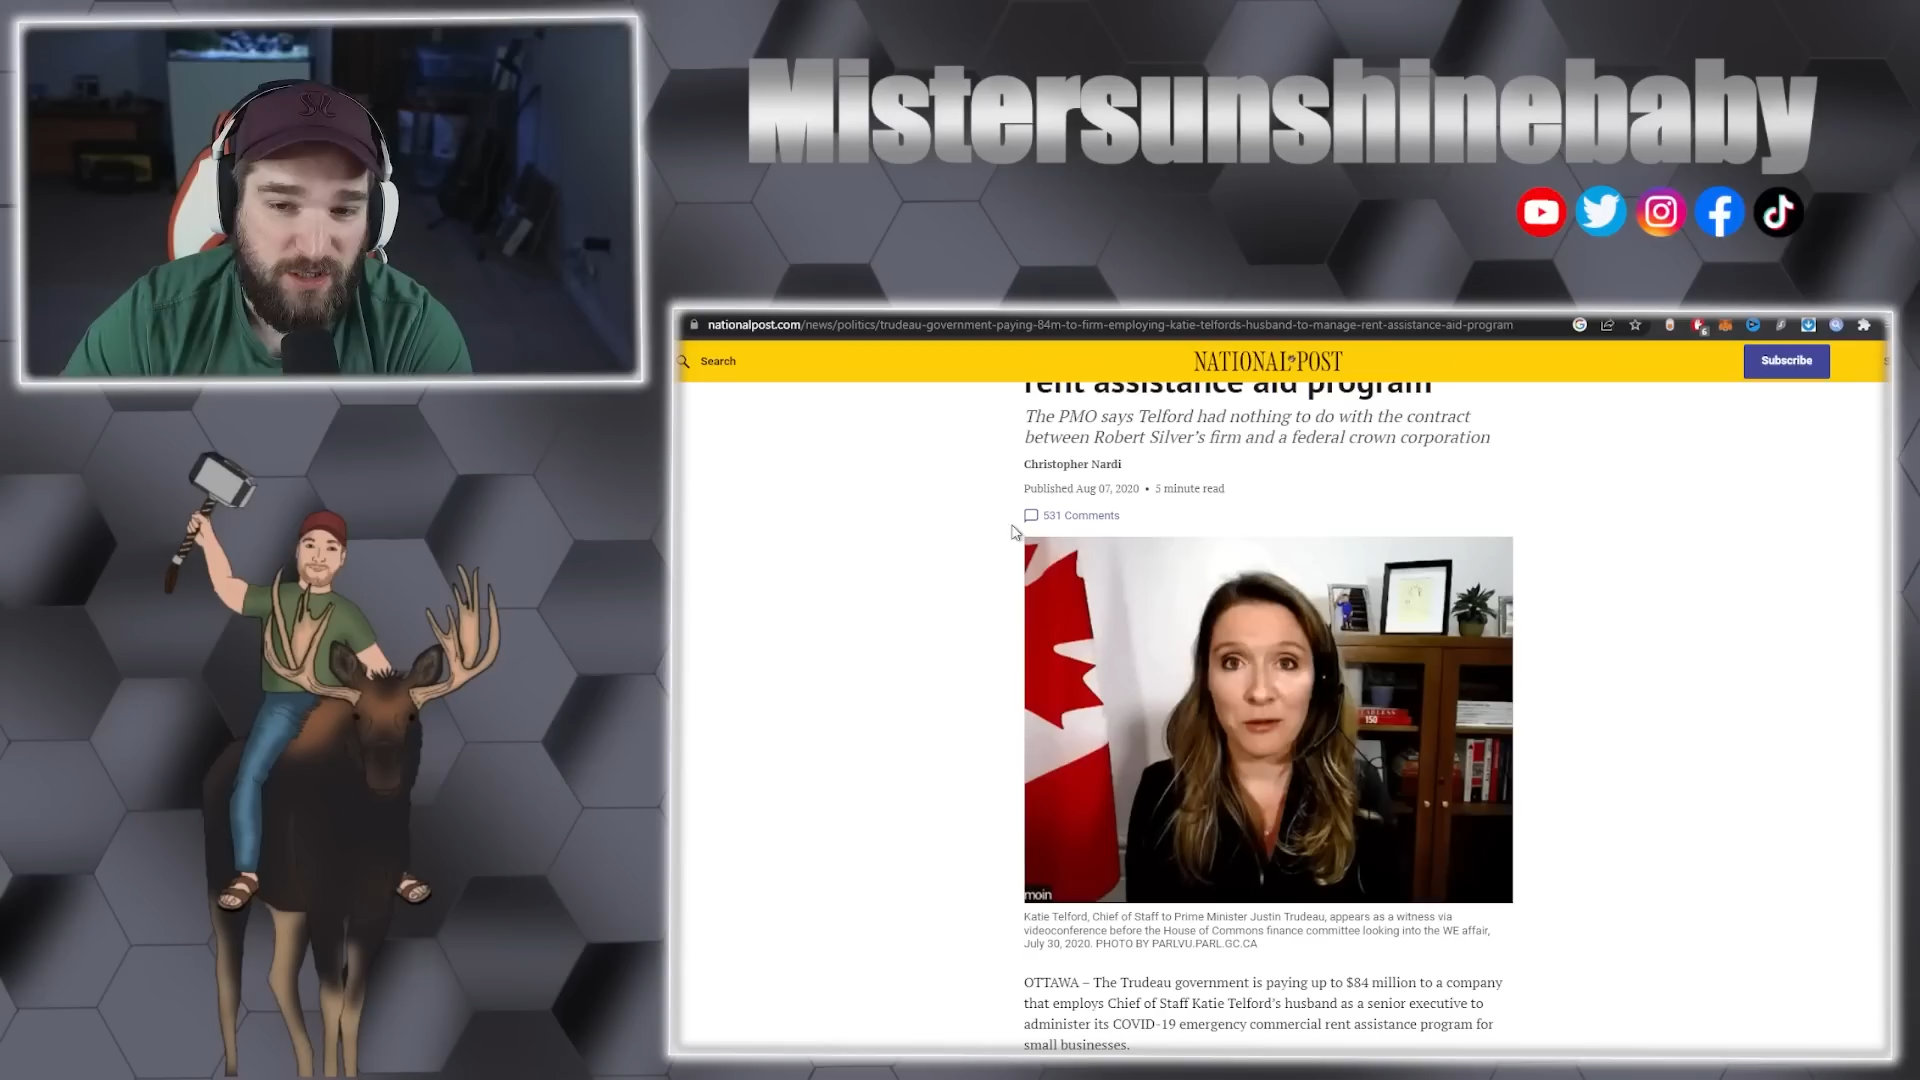 Mistersunshinebaby
nationalpost.com/news/politics/trudeau-government-paying-84m-to-firm-employing-katie-telfords-husband-to-manage-rent-assistance-aid-program
Search
NATIONAL POST
Subscribe
rent assistance aid program
The PMO says Telford had nothing to do with the contract
between Robert Silver's firm and a federal crown corporation
Christopher Nardi
Published Aug 07, 2020 • 5 minute read
531 Comments
150
moin
Katie Telford, Chief of Staff to Prime Minister Justin Trudeau, appears as a witness via
videoconference before the House of Commons finance committee looking into the WE affair,
July 30, 2020. PHOTO BY PARLVU.PARL.GC.CA
OTTAWA – The Trudeau government is paying up to $84 million to a company
that employs Chief of Staff Katie Telford's husband as a senior executive to
administer its COVID-19 emergency commercial rent assistance program for
small businesses.